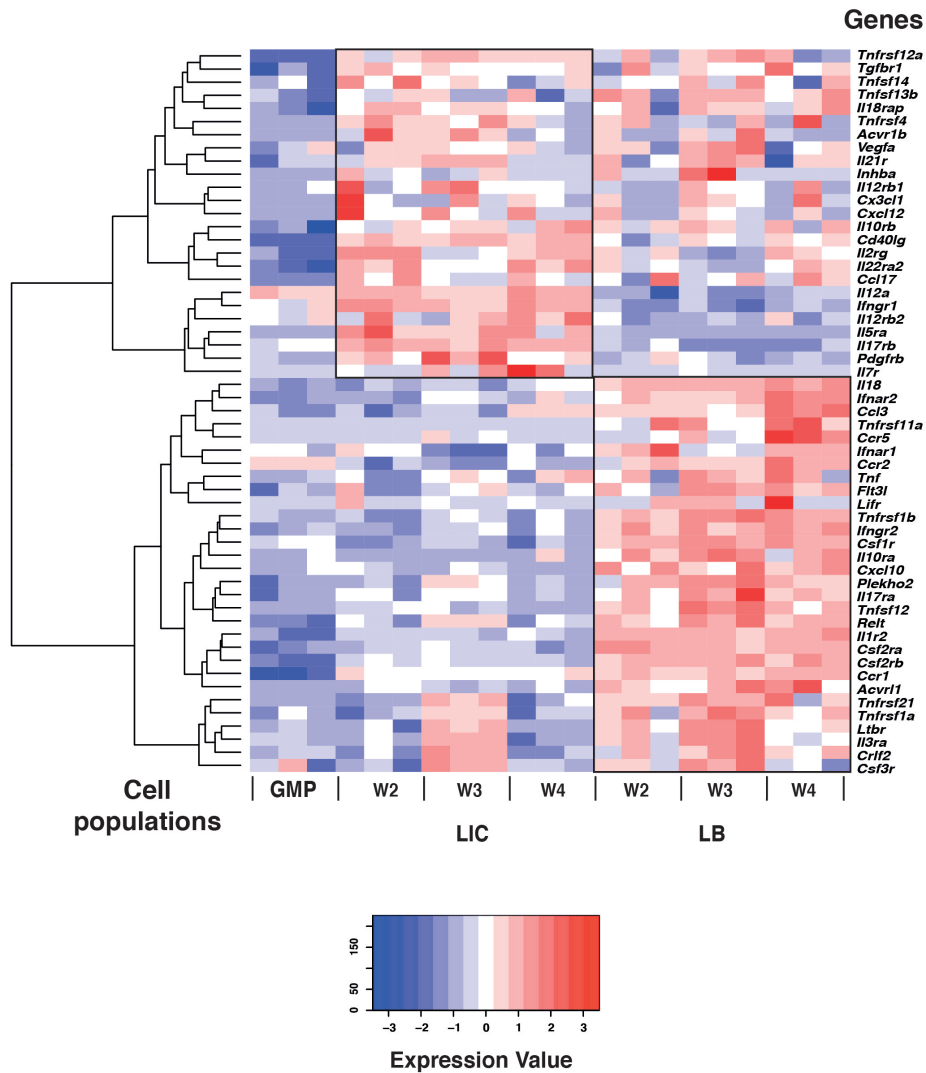 Genes
Tnfrsf12a
Tgfbr1
Tnfsf14
Tnfsf13b
Il18rap
Tnfrsf4
Acvr1b
Vegfa
Il21r
Inhba
Il12rb1
Cx3cl1
Cxcl12
Il10rb
Cd40lg
Il2rg
Il22ra2
Ccl17
Il12a
Ifngr1
Il12rb2
Il5ra
Il17rb
Pdgfrb
Il7r
Il18
Ifnar2
Ccl3
Tnfrsf11a
Ccr5
Ifnar1
Ccr2
Tnf
Flt3l
Lifr
Tnfrsf1b
Ifngr2
Csf1r
Il10ra
Cxcl10
Plekho2
Il17ra
Tnfsf12
Relt
Il1r2
Csf2ra
Csf2rb
Ccr1
Acvrl1
Tnfrsf21
Tnfrsf1a
Ltbr
Il3ra
Crlf2
Csf3r
Cell populations
GMP W2 W3 W4 W2 W3 W4
LIC LB
150
50
0
−3 −2 −1 0 1 2 3
Expression Value